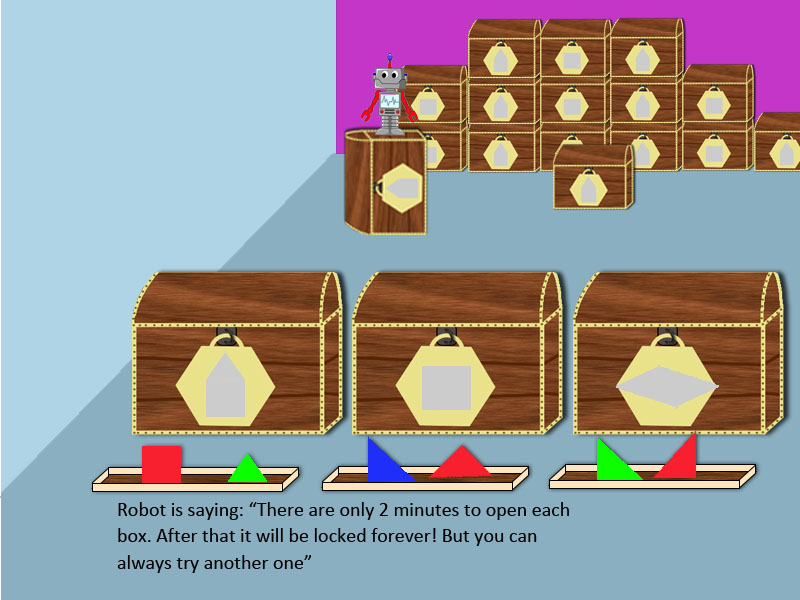 Robot is saying: “There are only 2 minutes to open each
box. After that it will be locked forever! But you can
always try another one”